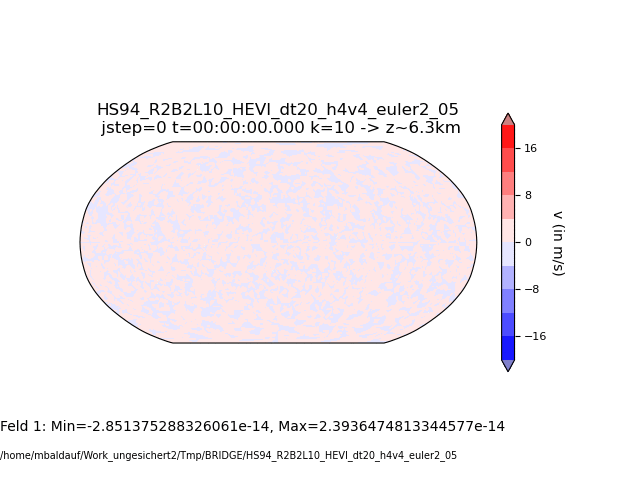 HS94_R2B2L10_HEVI_dt20_h4v4_euler2_05
jstep=0 t=00:00:00.000 k=10 -> z~6.3km
16
8
0
−8
−16
v (in m/s)
Feld 1: Min=-2.851375288326061e-14, Max=2.3936474813344577e-14
/home/mbaldauf/Work_ungesichert2/Tmp/BRIDGE/HS94_R2B2L10_HEVI_dt20_h4v4_euler2_05